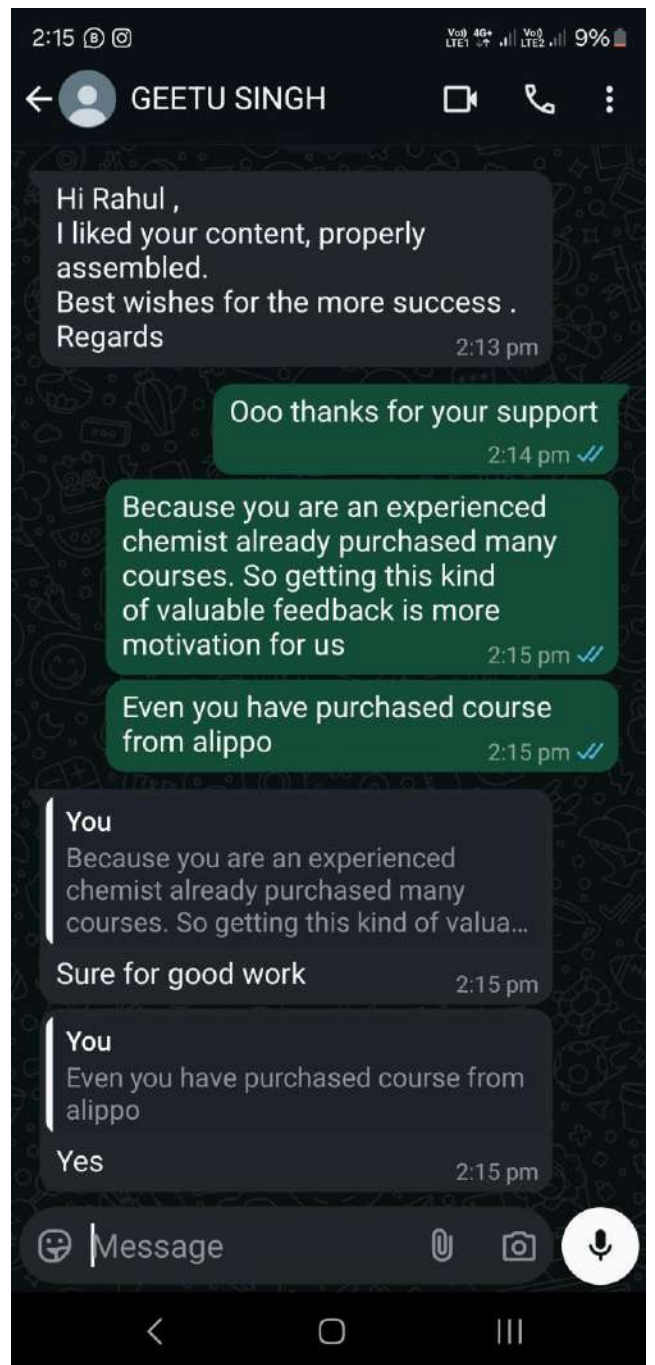 2:15
Vo) 4G+ Vo)
LTE1 LTE2 9%
GEETU SINGH
Hi Rahul ,
I liked your content, properly
assembled.
Best wishes for the more success .
Regards
2:13 pm
Ooo thanks for your support
2:14 pm
Because you are an experienced
chemist already purchased many
courses. So getting this kind
of valuable feedback is more
motivation for us
2:15 pm
Even you have purchased course
from alippo
2:15 pm
You
Because you are an experienced
chemist already purchased many
courses. So getting this kind of valua...
Sure for good work
2:15 pm
You
Even you have purchased course from
alippo
Yes
2:15 pm
Message